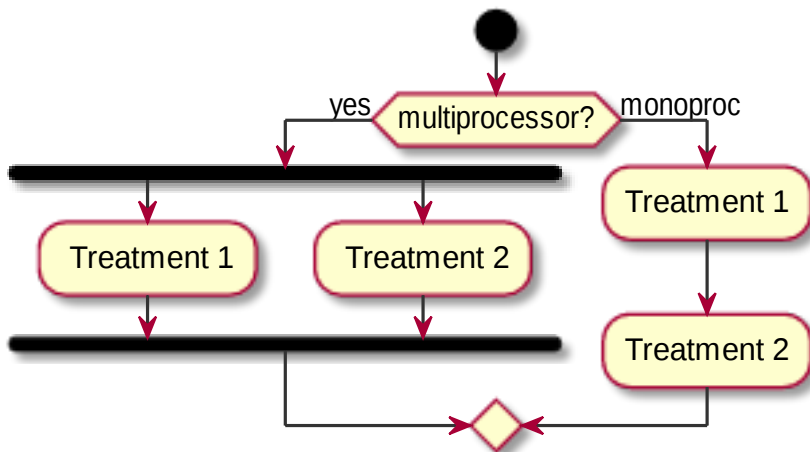 yes
multiprocessor?
monoproc
Treatment 1
Treatment 2
Treatment 1
Treatment 2